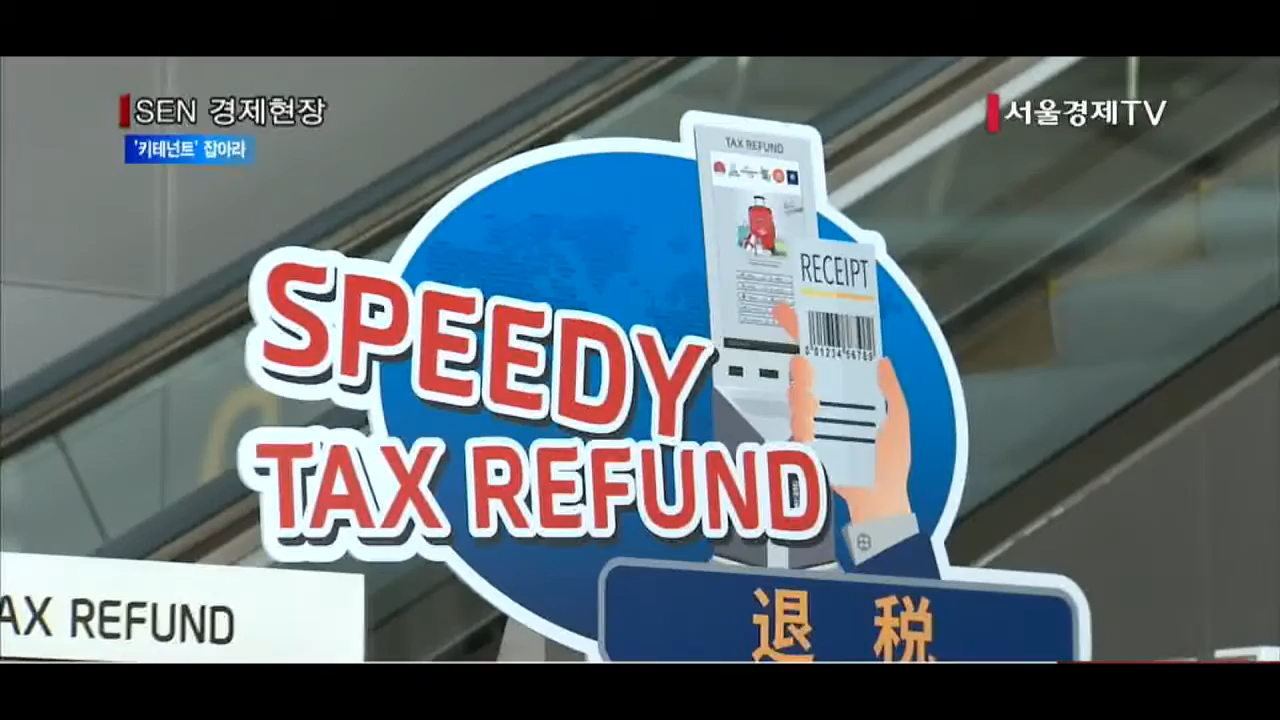 SEN 경제현장
'키테넌트' 잡아라
서울경제TV
TAX REFUND
RECEIPT
SPEEDY
TAX REFUND
AX REFUND
退 税